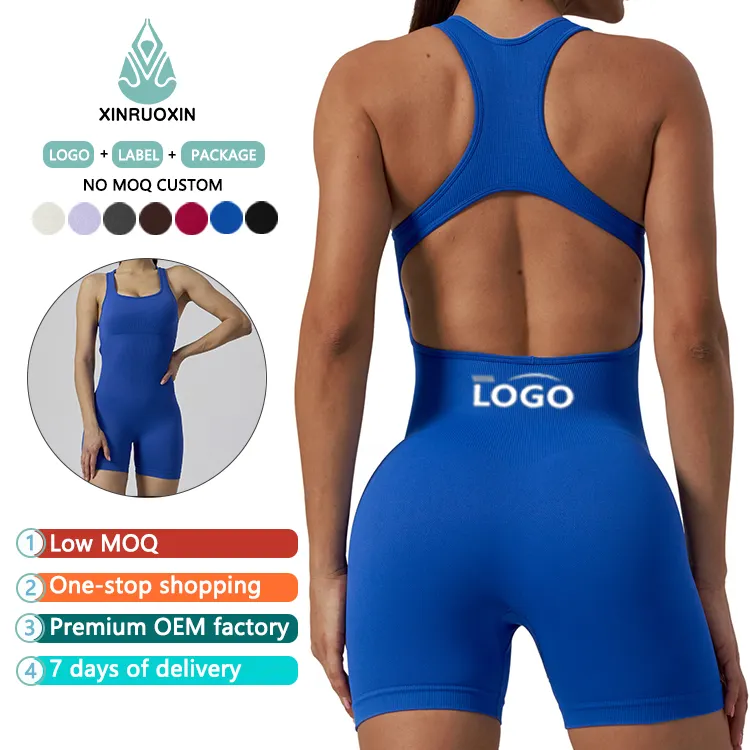 XINRUOXIN
LOGO + LABEL + PACKAGE
NO MOQ CUSTOM
LOGO
1 Low MOQ
2 One-stop shopping
3 Premium OEM factory
4 7 days of delivery